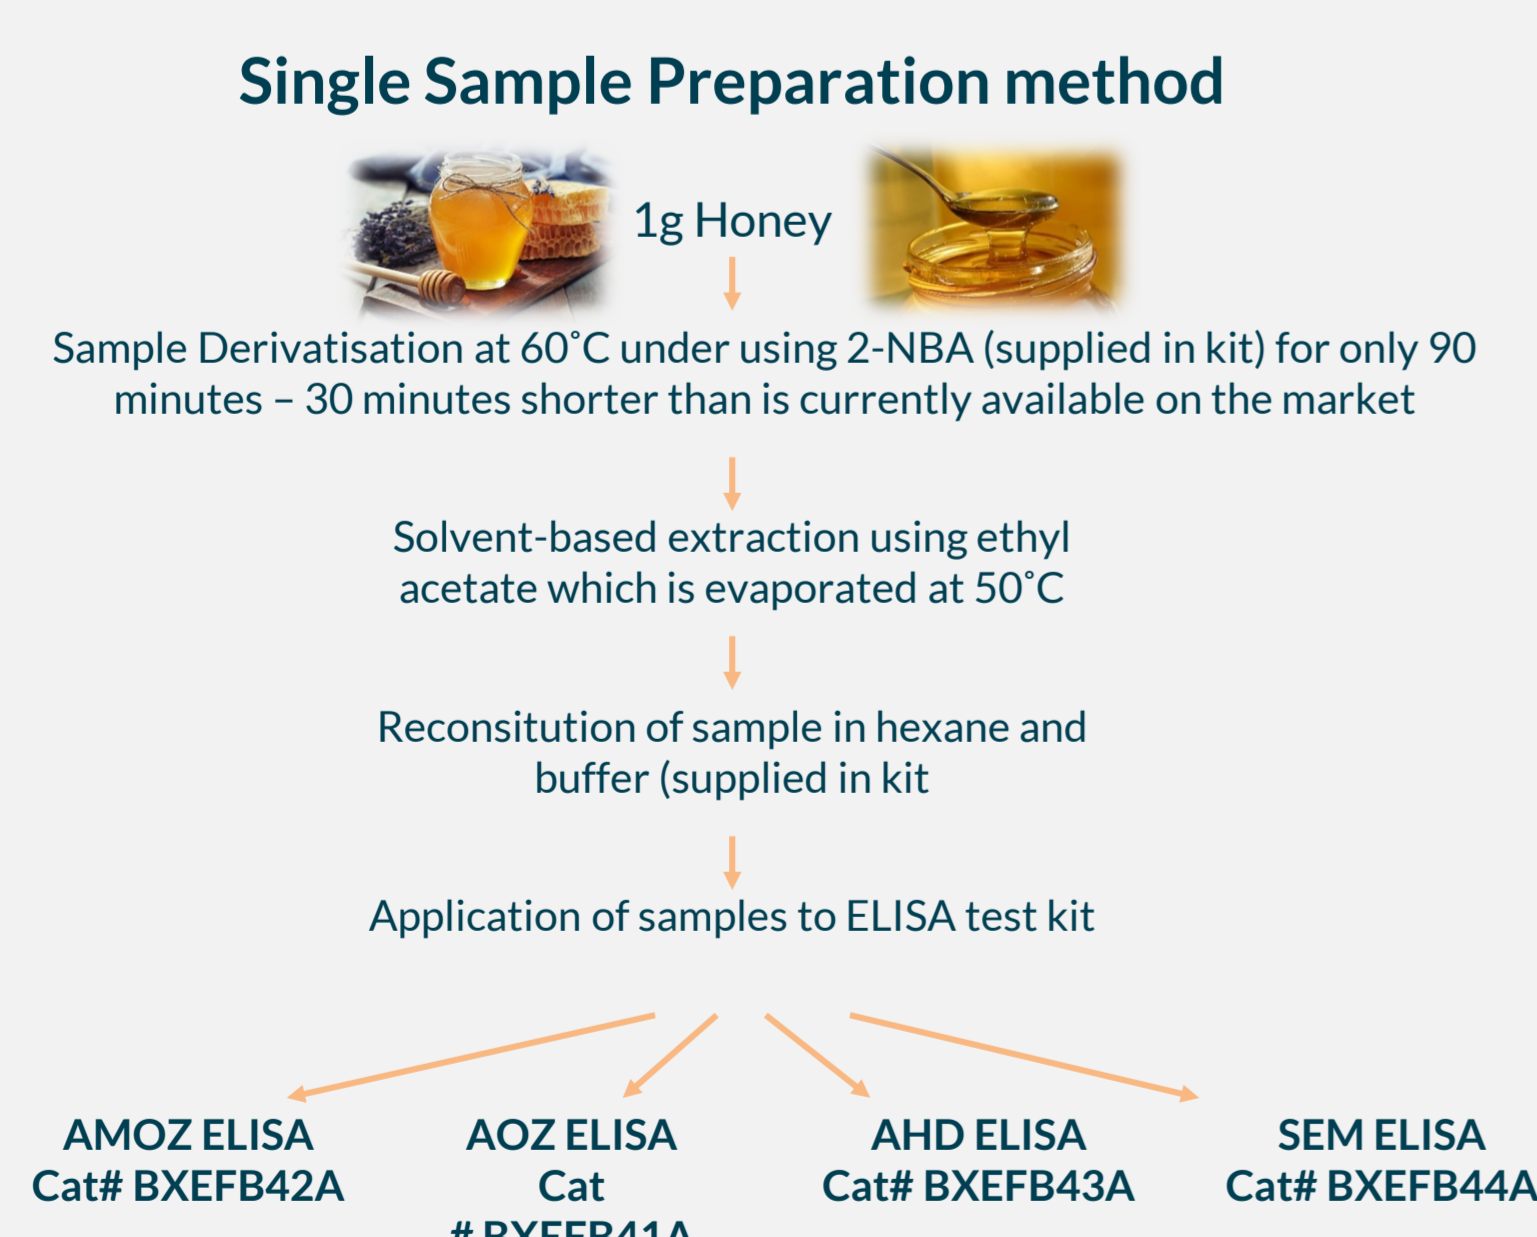 Single Sample Preparation method
1g Honey
Sample Derivatisation at 60˚C under using 2-NBA (supplied in kit) for only 90
minutes – 30 minutes shorter than is currently available on the market
Solvent-based extraction using ethyl
acetate which is evaporated at 50˚C
Reconsitution of sample in hexane and
buffer (supplied in kit
Application of samples to ELISA test kit
AMOZ ELISA
Cat# BXEFB42A
AOZ ELISA
Cat
# BXEFB41A
AHD ELISA
Cat# BXEFB43A
SEM ELISA
Cat# BXEFB44A